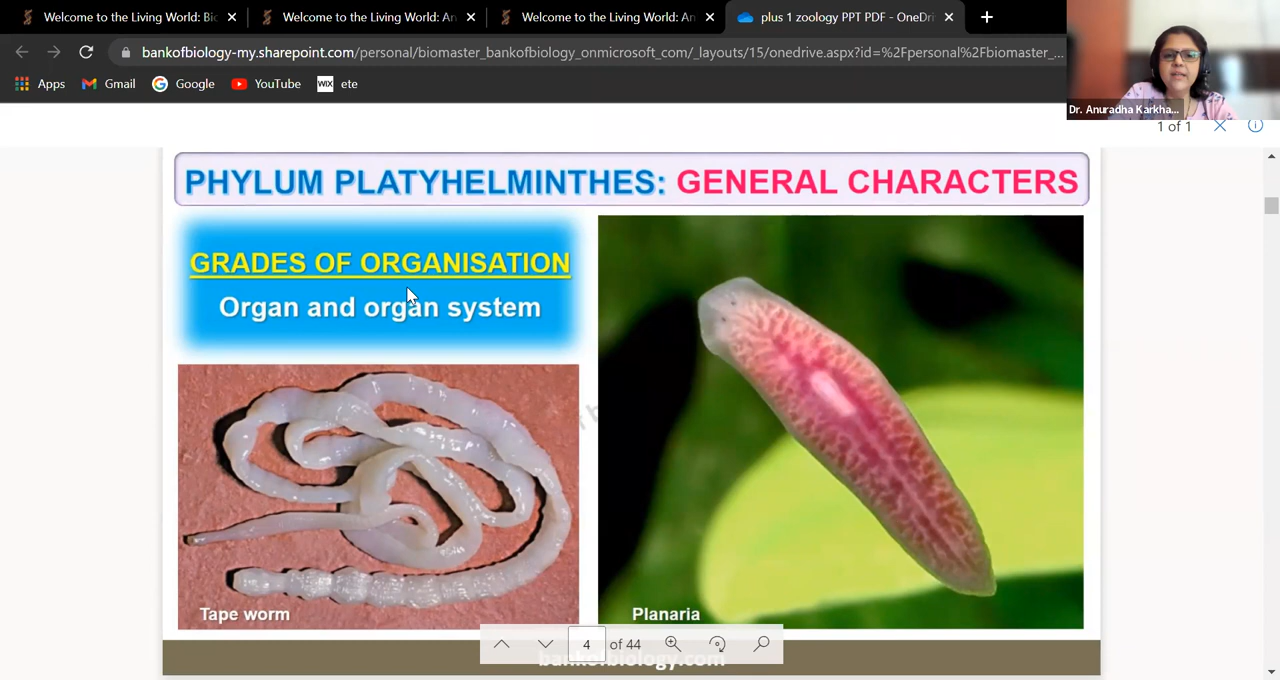 Welcome to the Living World: Bio
Welcome to the Living World: An
Welcome to the Living World: An
plus 1 zoology PPT PDF - OneDri
bankofbiology-my.sharepoint.com/personal/biomaster_bankofbiology_onmicrosoft_com/_layouts/15/onedrive.aspx?id=%2Fpersonal%2Fbiomaster_...
Apps
Gmail
Google
YouTube
WIX
ete
Dr. Anuradha Karkha...
1 of 1
PHYLUM PLATYHELMINTHES: GENERAL CHARACTERS
GRADES OF ORGANISATION
Organ and organ system
Tape worm
Planaria
4 of 44
bankofbiology.com